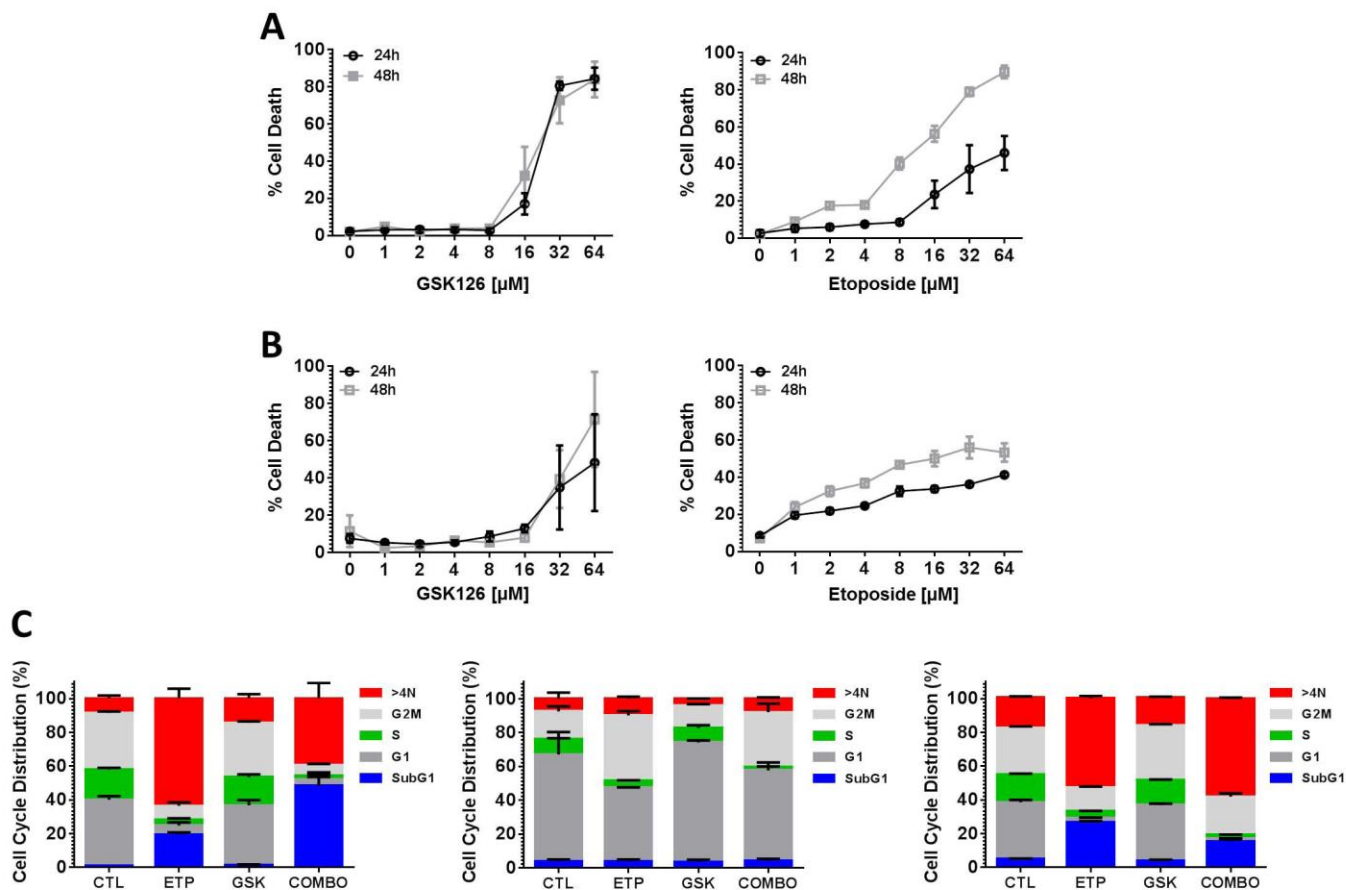 A
% Cell Death
100
80
60
40
20
0
24h
48h
0 1 2 4 8 16 32 64
GSK126 [µM]
% Cell Death
100
80
60
40
20
0
24h
48h
0 1 2 4 8 16 32 64
Etoposide [µM]
B
% Cell Death
100
80
60
40
20
0
24h
48h
0 1 2 4 8 16 32 64
GSK126 [µM]
% Cell Death
100
80
60
40
20
0
24h
48h
0 1 2 4 8 16 32 64
Etoposide [µM]
C
Cell Cycle Distribution (%)
100
80
60
40
20
0
>4N
G2M
S
G1
SubG1
CTL ETP GSK COMBO
Cell Cycle Distribution (%)
100
80
60
40
20
0
>4N
G2M
S
G1
SubG1
CTL ETP GSK COMBO
Cell Cycle Distribution (%)
100
80
60
40
20
0
>4N
G2M
S
G1
SubG1
CTL ETP GSK COMBO